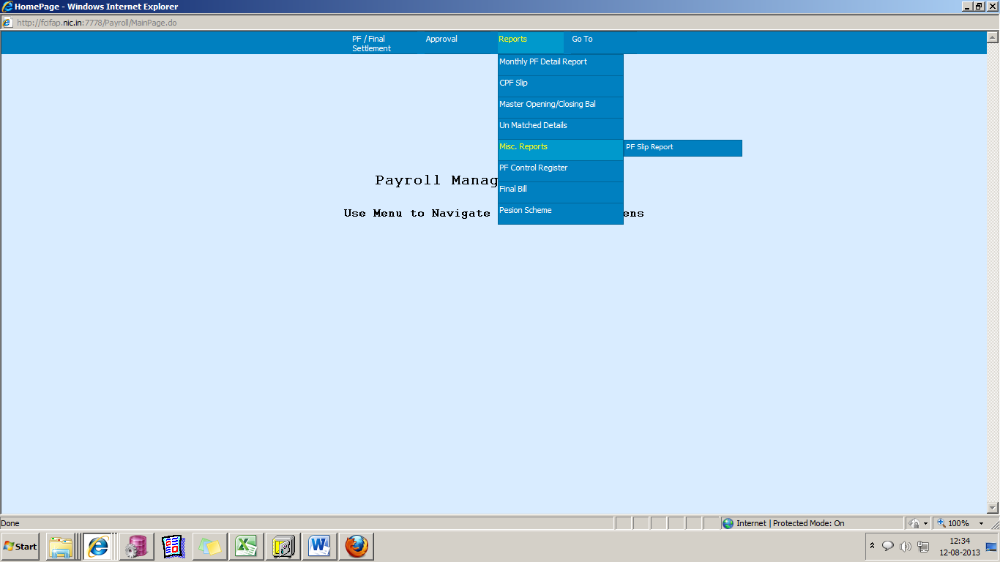 HomePage - Windows Internet Explorer
http://fcifap.nic.in:7778/Payroll/MainPage.do
PF / Final
Settlement
Approval
Reports
Go To
Monthly PF Detail Report
CPF Slip
Master Opening/Closing Bal
Un Matched Details
Misc. Reports
PF Slip Report
PF Control Register
Final Bill
Pesion Scheme
Payroll Manag
Use Menu to Navigate
ens
Done
Internet | Protected Mode: On
100%
Start
12:34
12-08-2013